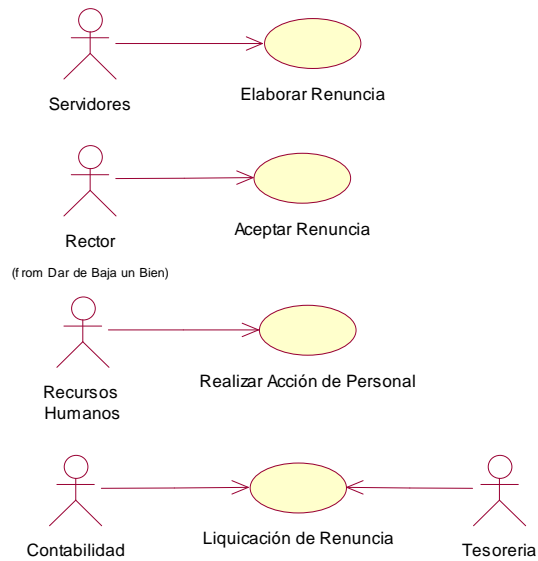 Servidores
Elaborar Renuncia
Rector
Aceptar Renuncia
(from Dar de Baja un Bien)
Recursos
Humanos
Realizar Acción de Personal
Contabilidad
Liquicación de Renuncia
Tesoreria